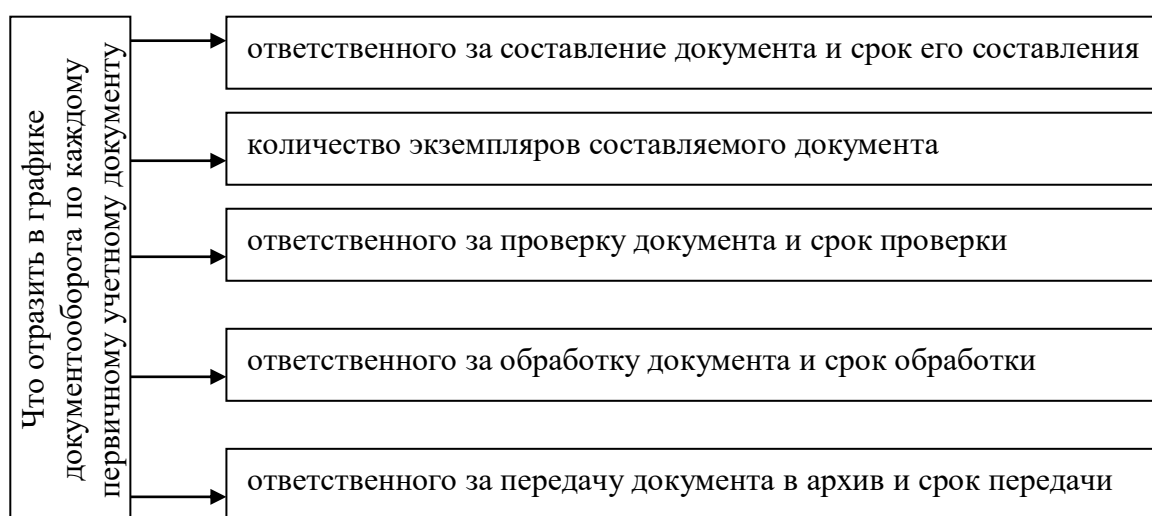 Что отразить в графике
документооборота по каждому
первичному учетному документу
ответственного за составление документа и срок его составления
количество экземпляров составляемого документа
ответственного за проверку документа и срок проверки
ответственного за обработку документа и срок обработки
ответственного за передачу документа в архив и срок передачи